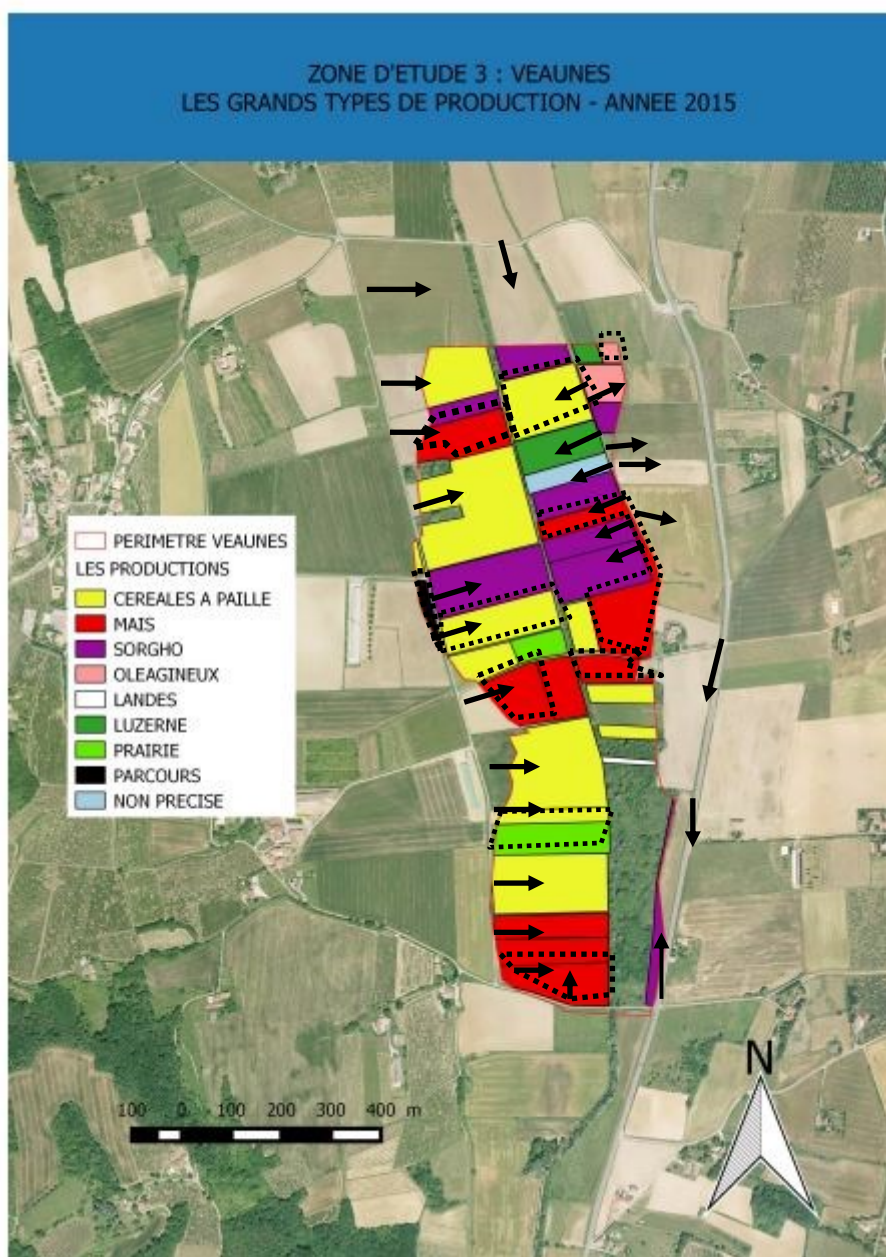 ZONE D'ETUDE 3 : VEAUNES
LES GRANDS TYPES DE PRODUCTION - ANNEE 2015
PERIMETRE VEAUNES
LES PRODUCTIONS
CEREALES A PAILLE
MAIS
SORGHO
OLEAGINEUX
LANDES
LUZERNE
PRAIRIE
PARCOURS
NON PRECISE
N
100 0 100 200 300 400 m